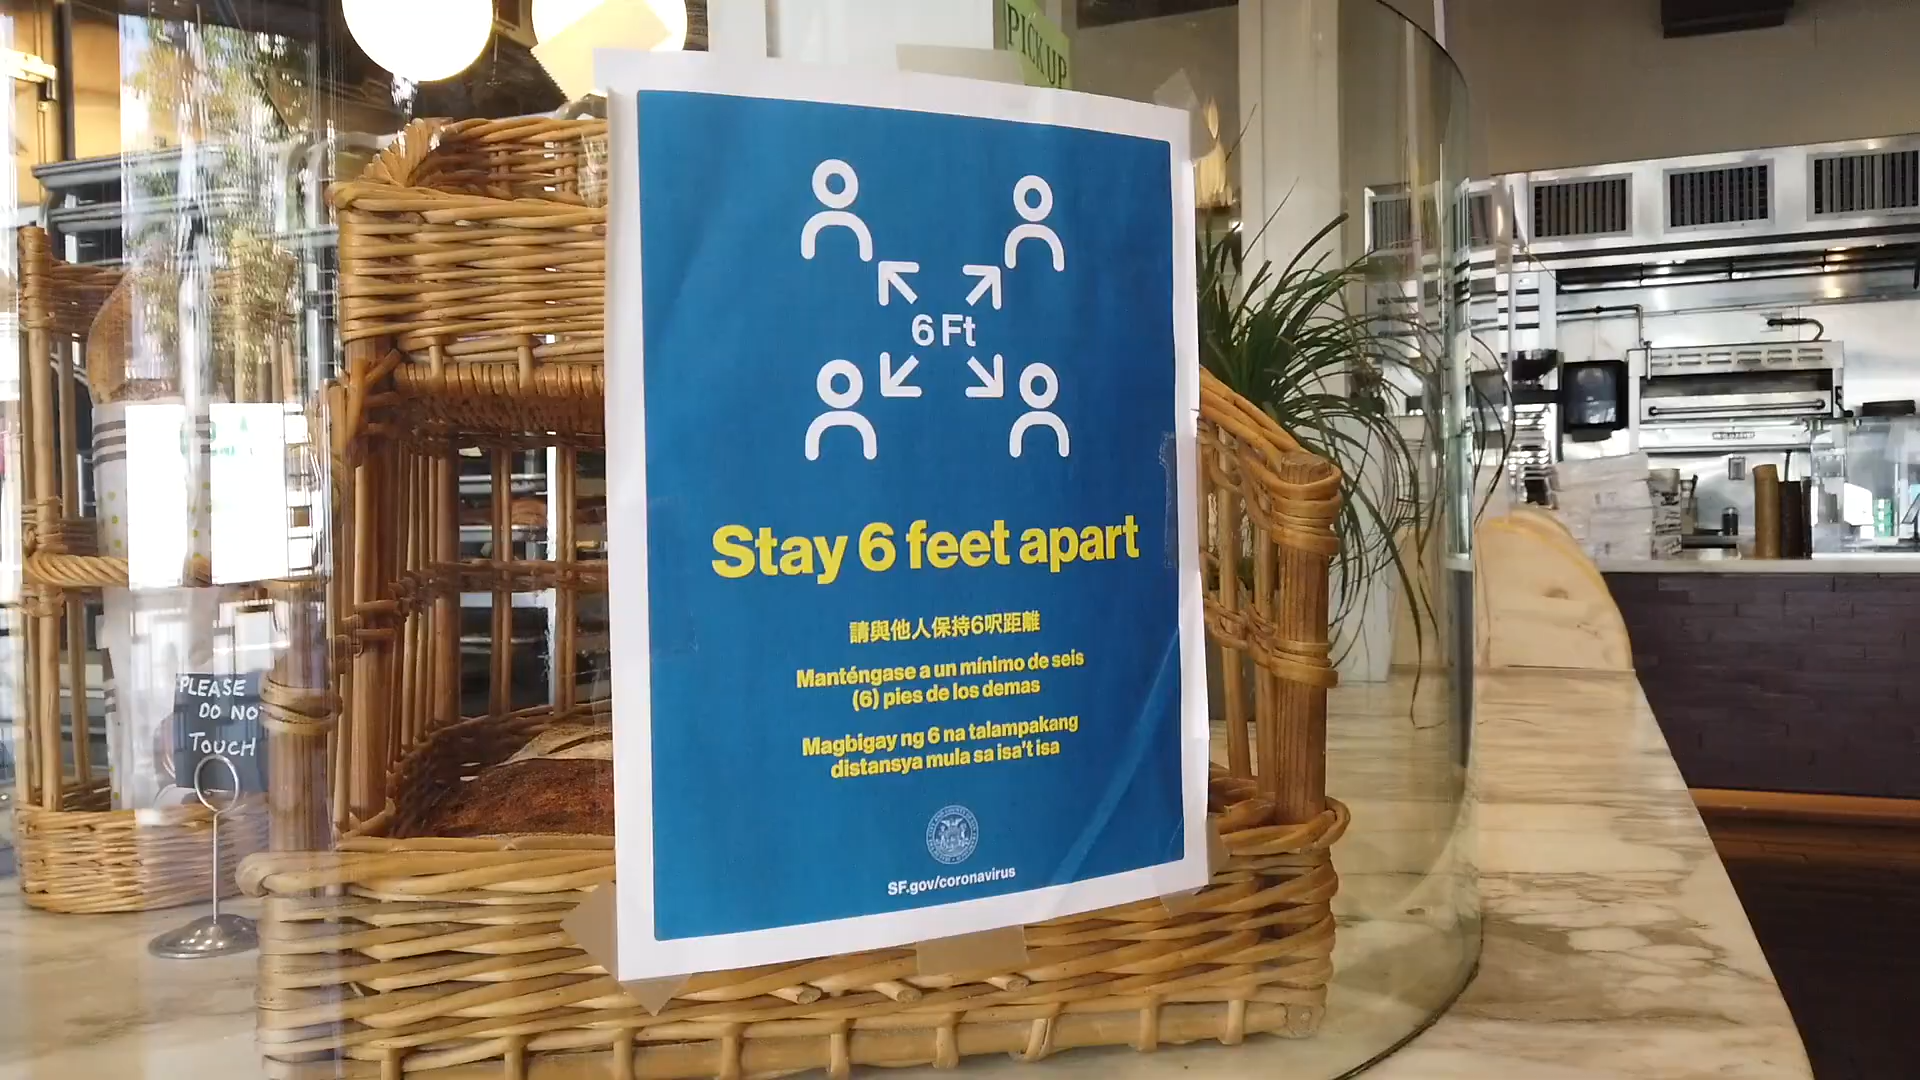 PICK UP
6 Ft
Stay 6 feet apart
請與他人保持6呎距離
Manténgase a un mínimo de seis
(6) pies de los demas
Magbigay ng 6 na talampakang
distansya mula sa isa't isa
SF.gov/coronavirus
PLEASE
DO NO
TOUCH